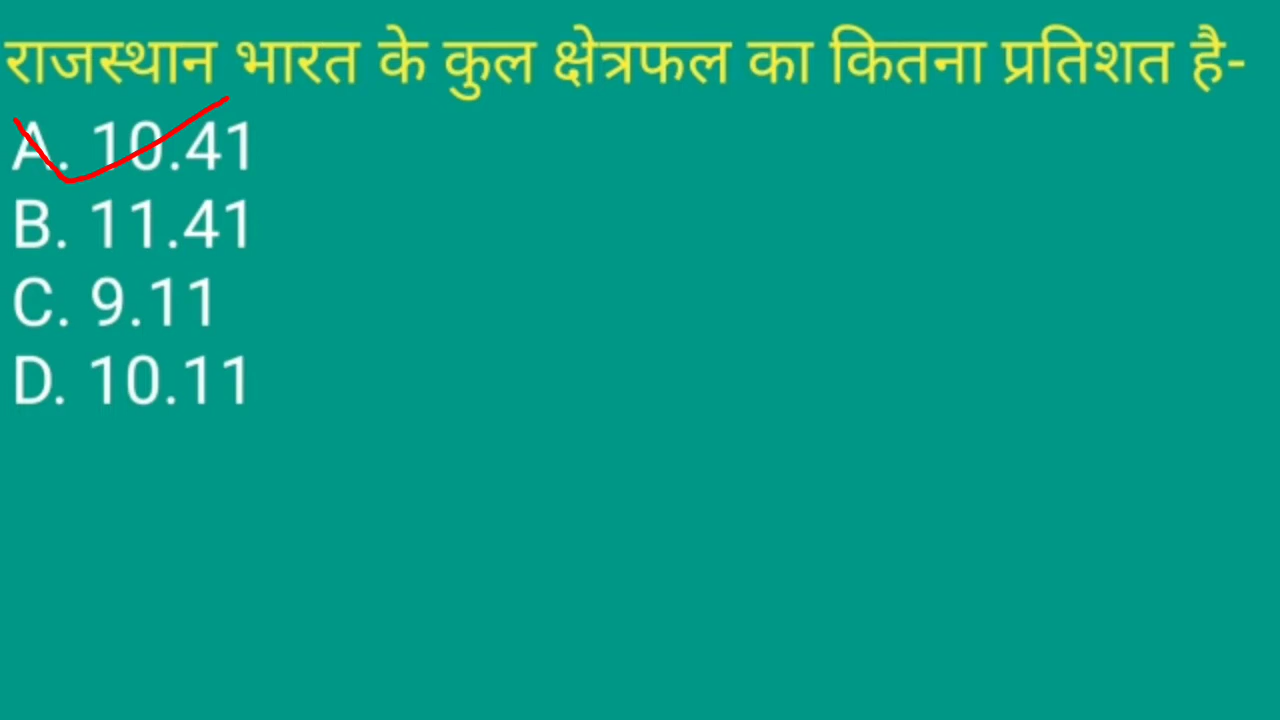 राजस्थान भारत के कुल क्षेत्रफल का कितना प्रतिशत है-
A. 10.41
B. 11.41
C. 9.11
D. 10.11